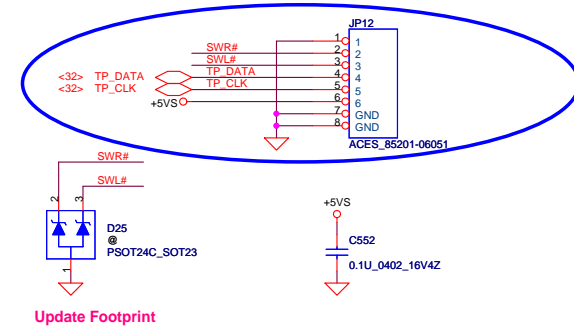 JP12
SWR# 1 1
SWL# 2 2
<32> TP_DATA TP_DATA 3 3
<32> TP_CLK TP_CLK 4 4
+5VS 5 5
6 6
7 GND
8 GND
ACES_85201-06051
SWR#
SWL#
2 3
D25
@
PSOT24C_SOT23
1
+5VS
C552
0.1U_0402_16V4Z
Update Footprint